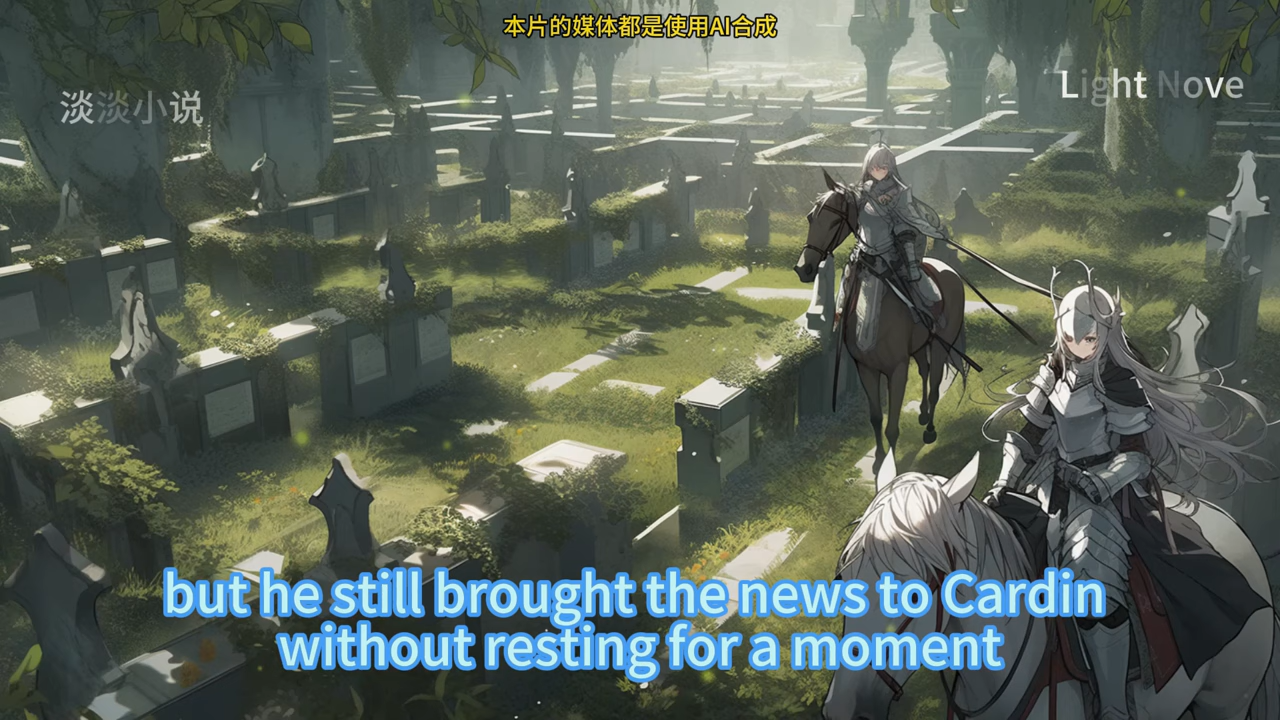 本片的媒体都是使用AI合成
淡淡小说
Light Nove
but he still brought the news to Cardin
without resting for a moment